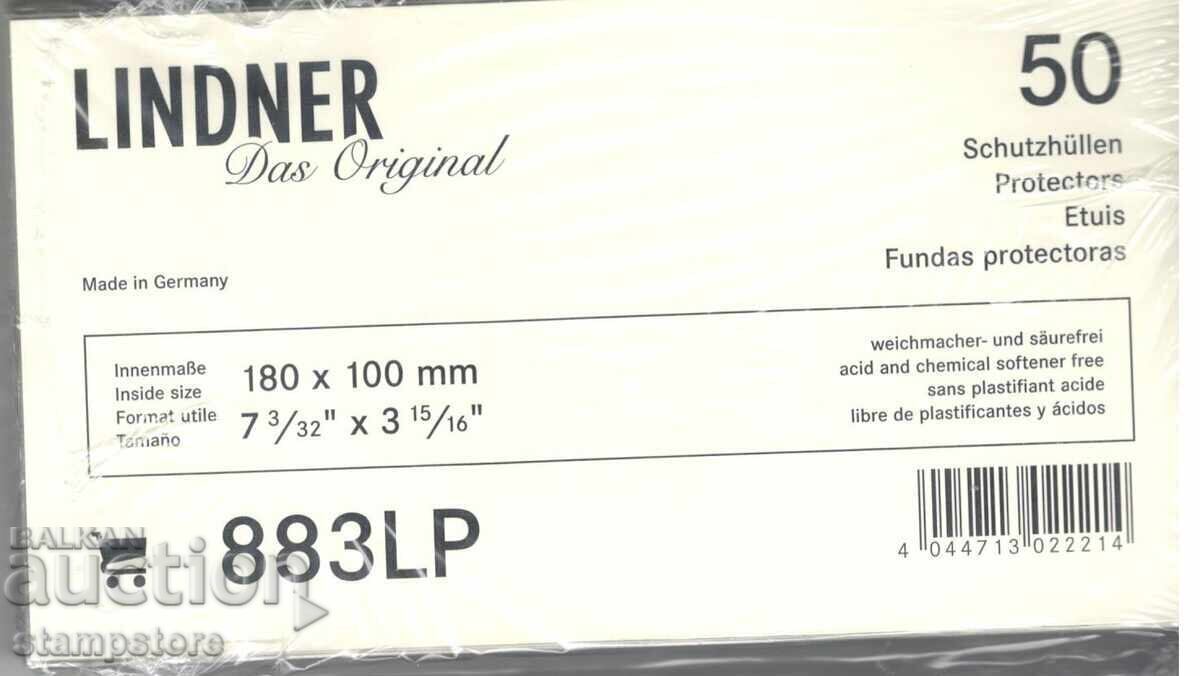 LINDNER
Das Original
50
Schutzhüllen
Protectors
Etuis
Fundas protectoras
Made in Germany
Innenmaße
Inside size
Format utile
Tamaño
180 x 100 mm
7 3/32" x 3 15/16"
weichmacher- und säurefrei
acid and chemical softener free
sans plastifiant acide
libre de plastificantes y ácidos
883LP
4 044713 022214
BALKAN
auction
stampstore